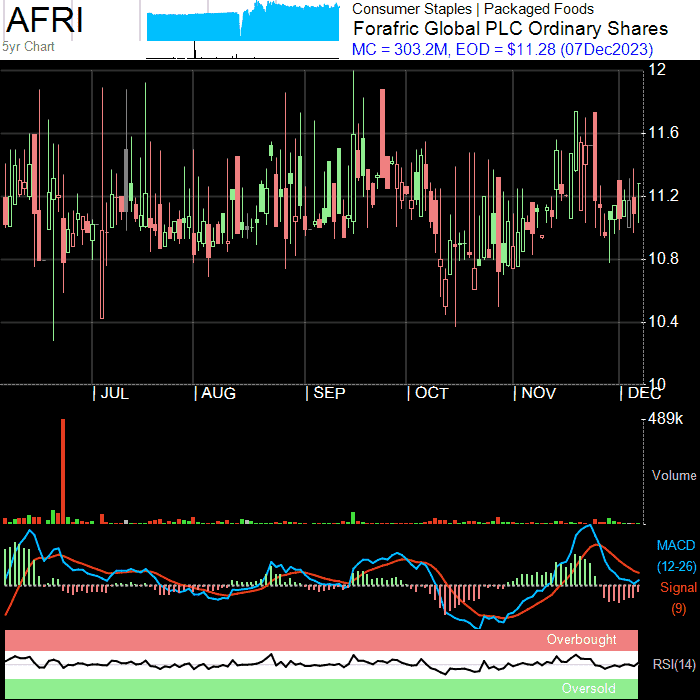 AFRI
5yr Chart
Consumer Staples | Packaged Foods
Forafric Global PLC Ordinary Shares
MC = 303.2M, EOD = $11.28 (07Dec2023)
12
11.6
11.2
10.8
10.4
10
| JUL | AUG | SEP | OCT | NOV | DEC
489k
Volume
MACD
(12-26)
Signal
(9)
Overbought
RSI(14)
Oversold